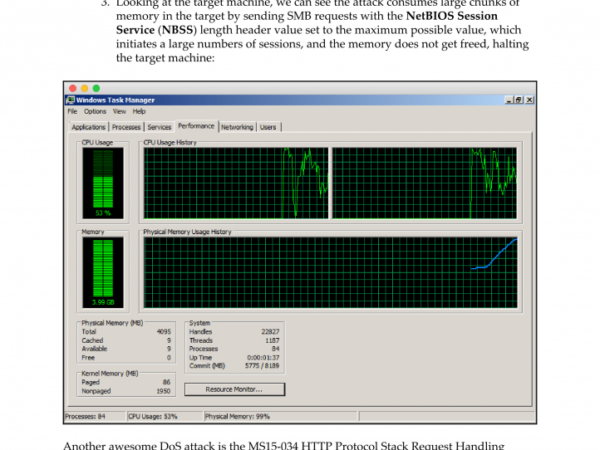 3. Looking at the target machine, we can see the attack consumes large chunks of
memory in the target by sending SMB requests with the NetBIOS Session
Service (NBSS) length header value set to the maximum possible value, which
initiates a large numbers of sessions, and the memory does not get freed, halting
the target machine:
Windows Task Manager
File Options View Help
Applications Processes Services Performance Networking Users
CPU Usage CPU Usage History
53 %
Memory Physical Memory Usage History
3.99 GB
Physical Memory (MB)
Total 4095
Cached 9
Available 9
Free 0
Kernel Memory (MB)
Paged 86
Nonpaged 1950
System
Handles 22827
Threads 1187
Processes 84
Up Time 0:00:01:37
Commit (MB) 5775 / 8189
Resource Monitor...
Processes: 84 CPU Usage: 53% Physical Memory: 99%
Another awesome DoS attack is the MS15-034 HTTP Protocol Stack Request Handling